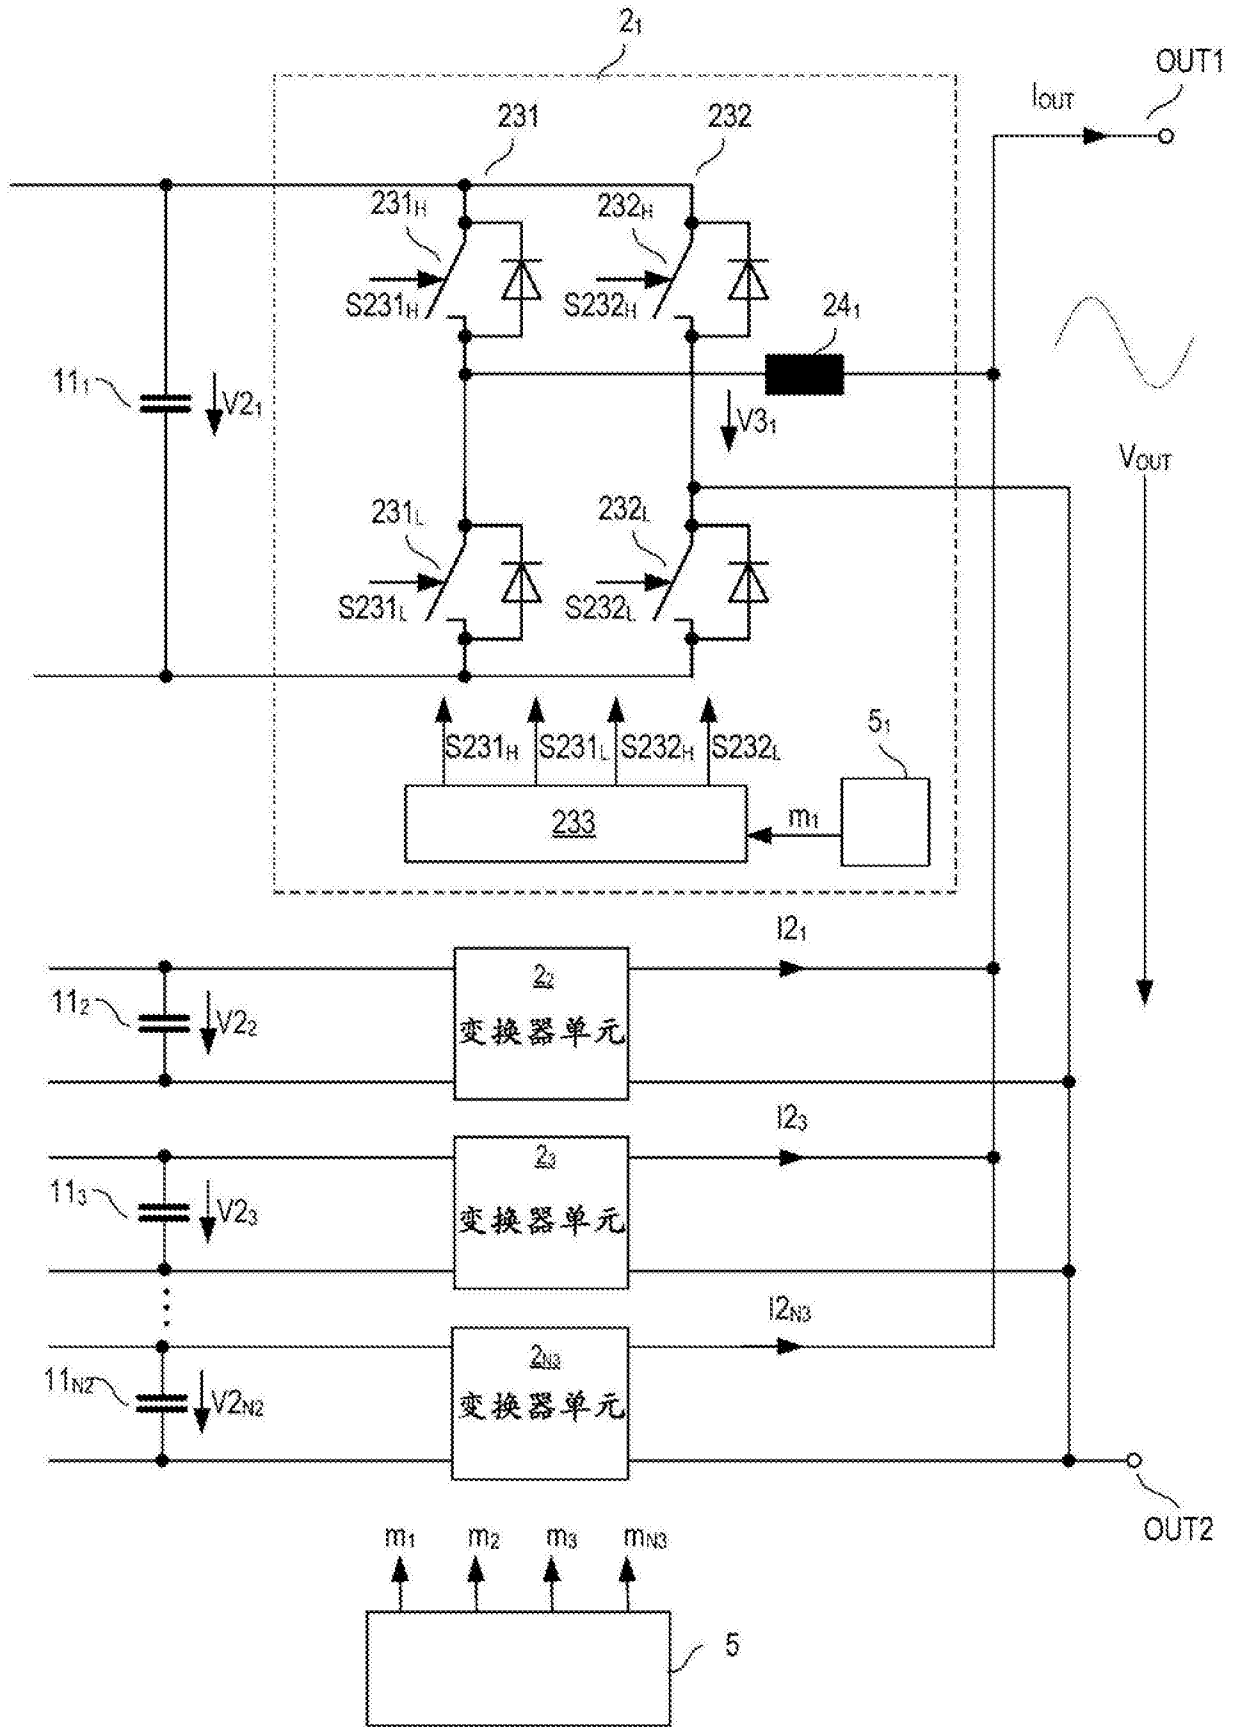 2₁
OUT1
I_OUT
231
232
231_H
232_H
S231_H
S232_H
24₁
11₁
V2₁
V3₁
V_OUT
231_L
232_L
S231_L
S232_L
S231_H S231_L S232_H S232_L
5₁
233
m₁
I2₁
2₂
11₂
V2₂
变换器单元
I2₃
2₃
11₃
V2₃
变换器单元
I2_N3
2_N3
11_N2
V2_N2
变换器单元
OUT2
m₁ m₂ m₃ m_N3
5